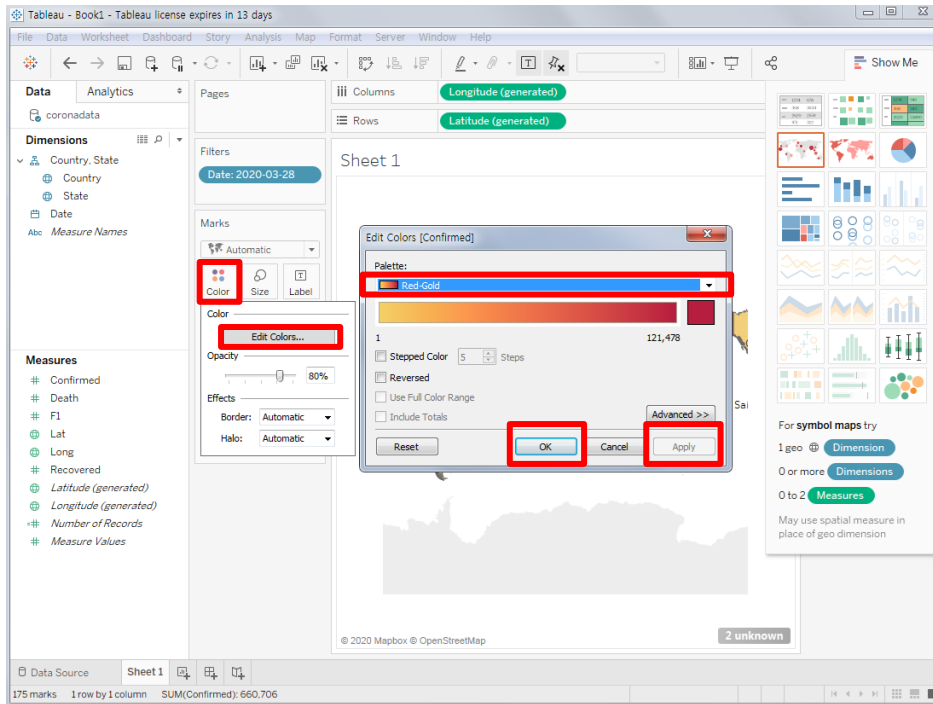 Tableau - Book1 - Tableau license expires in 13 days
File Data Worksheet Dashboard Story Analysis Map Format Server Window Help
Show Me
Data Analytics
coronadata
Dimensions
Country, State
Country
State
Date
Abc Measure Names
Measures
# Confirmed
# Death
# F1
Lat
Long
# Recovered
Latitude (generated)
Longitude (generated)
=# Number of Records
# Measure Values
Pages
Filters
Date: 2020-03-28
Marks
Automatic
Color Size Label
Color
Edit Colors...
Opacity
80%
Effects
Border: Automatic
Halo: Automatic
iii Columns Longitude (generated)
Rows Latitude (generated)
Sheet 1
Edit Colors [Confirmed]
Palette:
Red-Gold
1 121,478
Stepped Color 5 Steps
Reversed
Use Full Color Range
Include Totals
Advanced >>
Reset OK Cancel Apply
Sai
© 2020 Mapbox © OpenStreetMap
2 unknown
For symbol maps try
1 geo Dimension
0 or more Dimensions
0 to 2 Measures
May use spatial measure in
place of geo dimension
Data Source Sheet 1
175 marks 1 row by 1 column SUM(Confirmed): 660,706